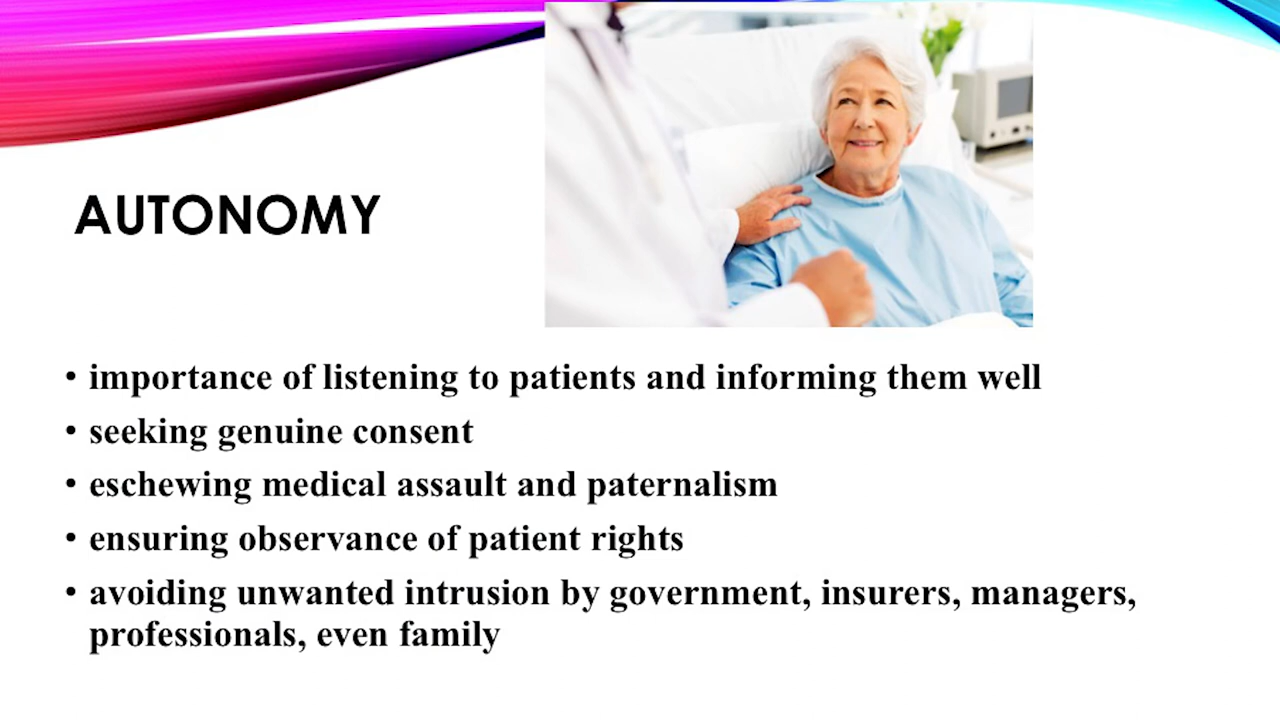 AUTONOMY
• importance of listening to patients and informing them well
• seeking genuine consent
• eschewing medical assault and paternalism
• ensuring observance of patient rights
• avoiding unwanted intrusion by government, insurers, managers,
professionals, even family